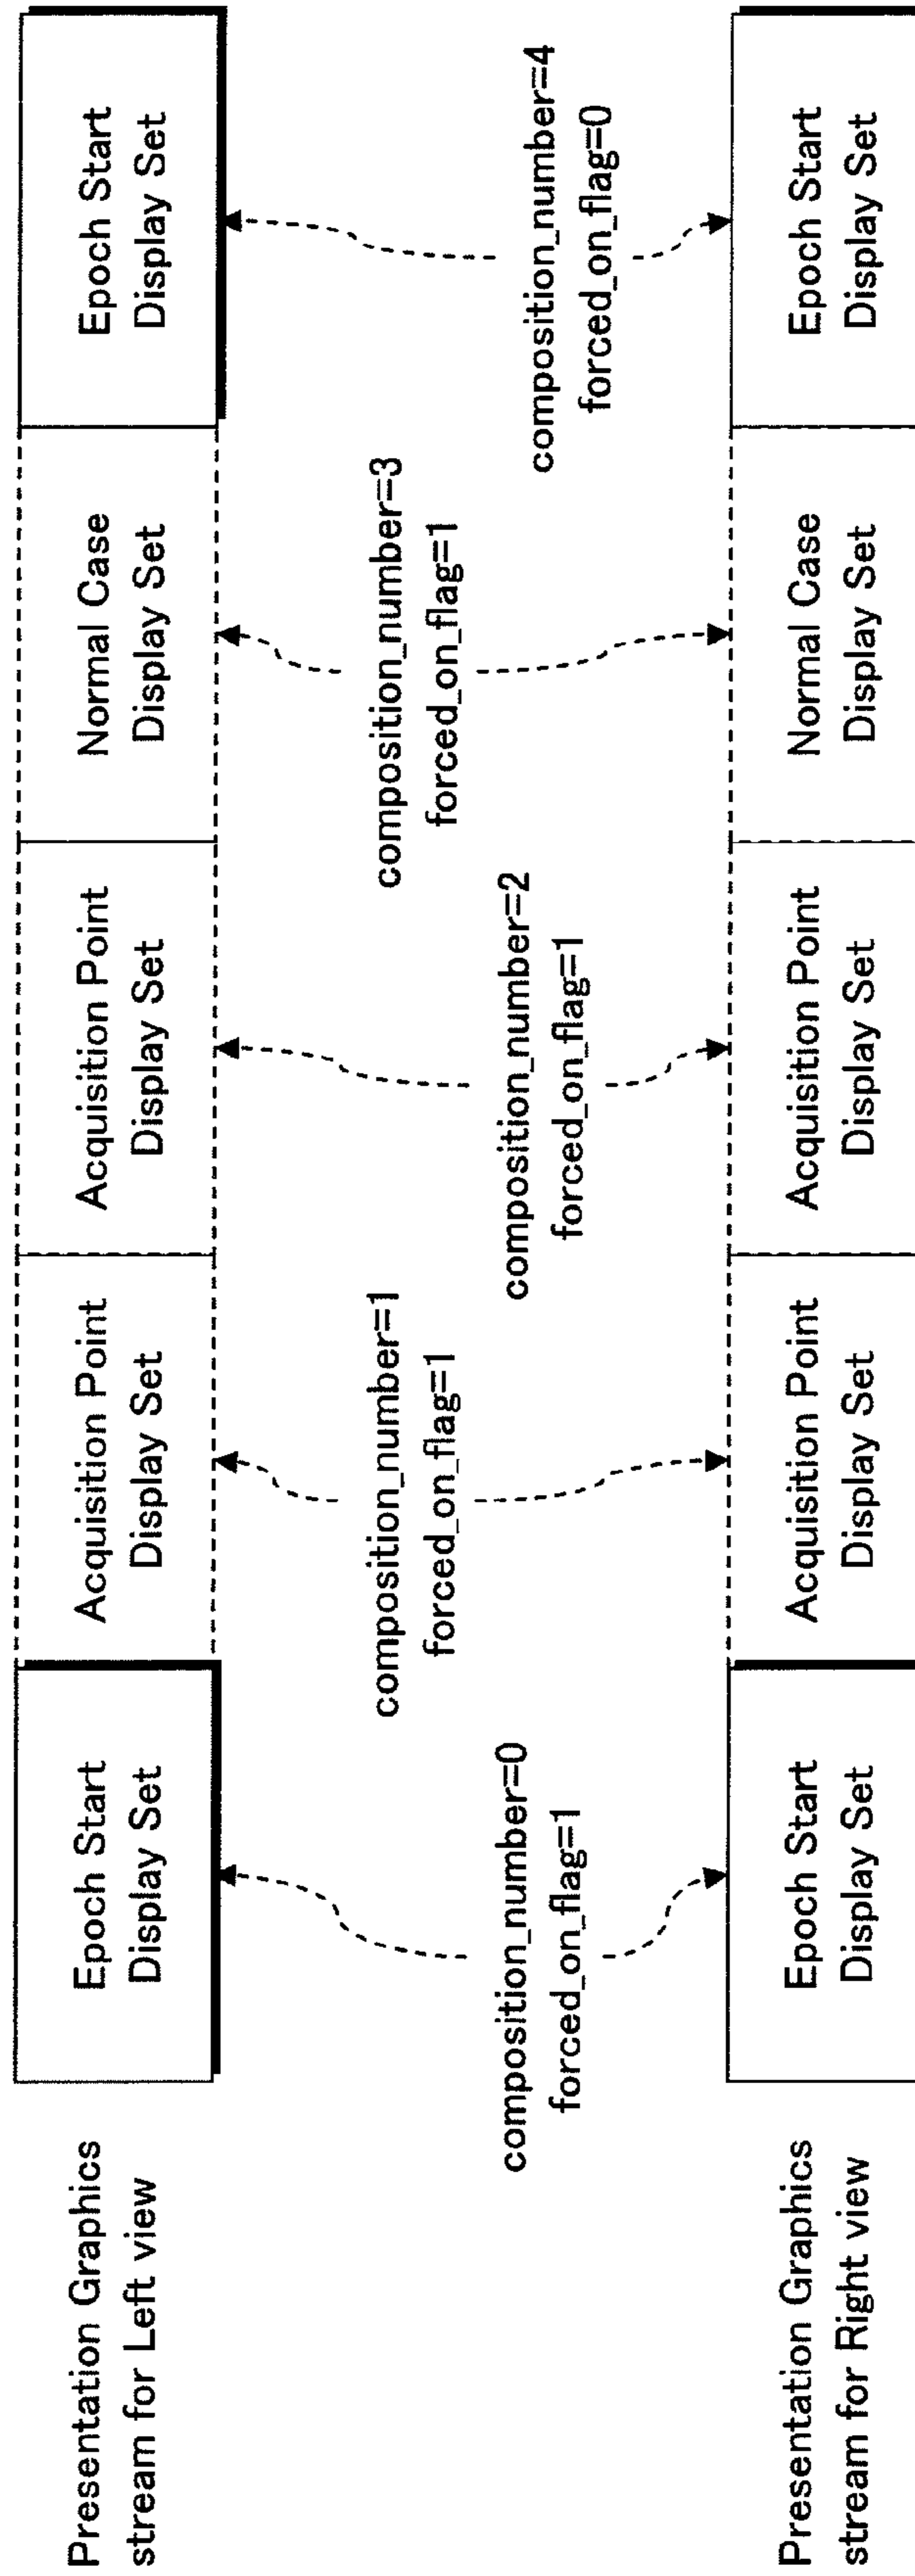 Presentation Graphics
stream for Left view
Epoch Start
Display Set
Acquisition Point
Display Set
Acquisition Point
Display Set
Normal Case
Display Set
Epoch Start
Display Set
composition_number=0
forced_on_flag=1
composition_number=1
forced_on_flag=1
composition_number=2
forced_on_flag=1
composition_number=3
forced_on_flag=1
composition_number=4
forced_on_flag=0
Presentation Graphics
stream for Right view
Epoch Start
Display Set
Acquisition Point
Display Set
Acquisition Point
Display Set
Normal Case
Display Set
Epoch Start
Display Set